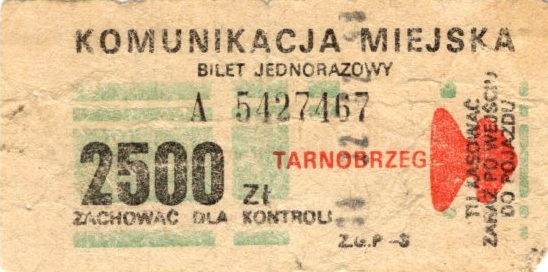 KOMUNIKACJA MIEJSKA
BILET JEDNORAZOWY
A 5427467
2500 Zł
TARNOBRZEG
ZACHOWAĆ DLA KONTROLI
Z.G.P -S
TU KASOWAĆ
ZARAZ PO WEJŚCIU
DO POJAZDU